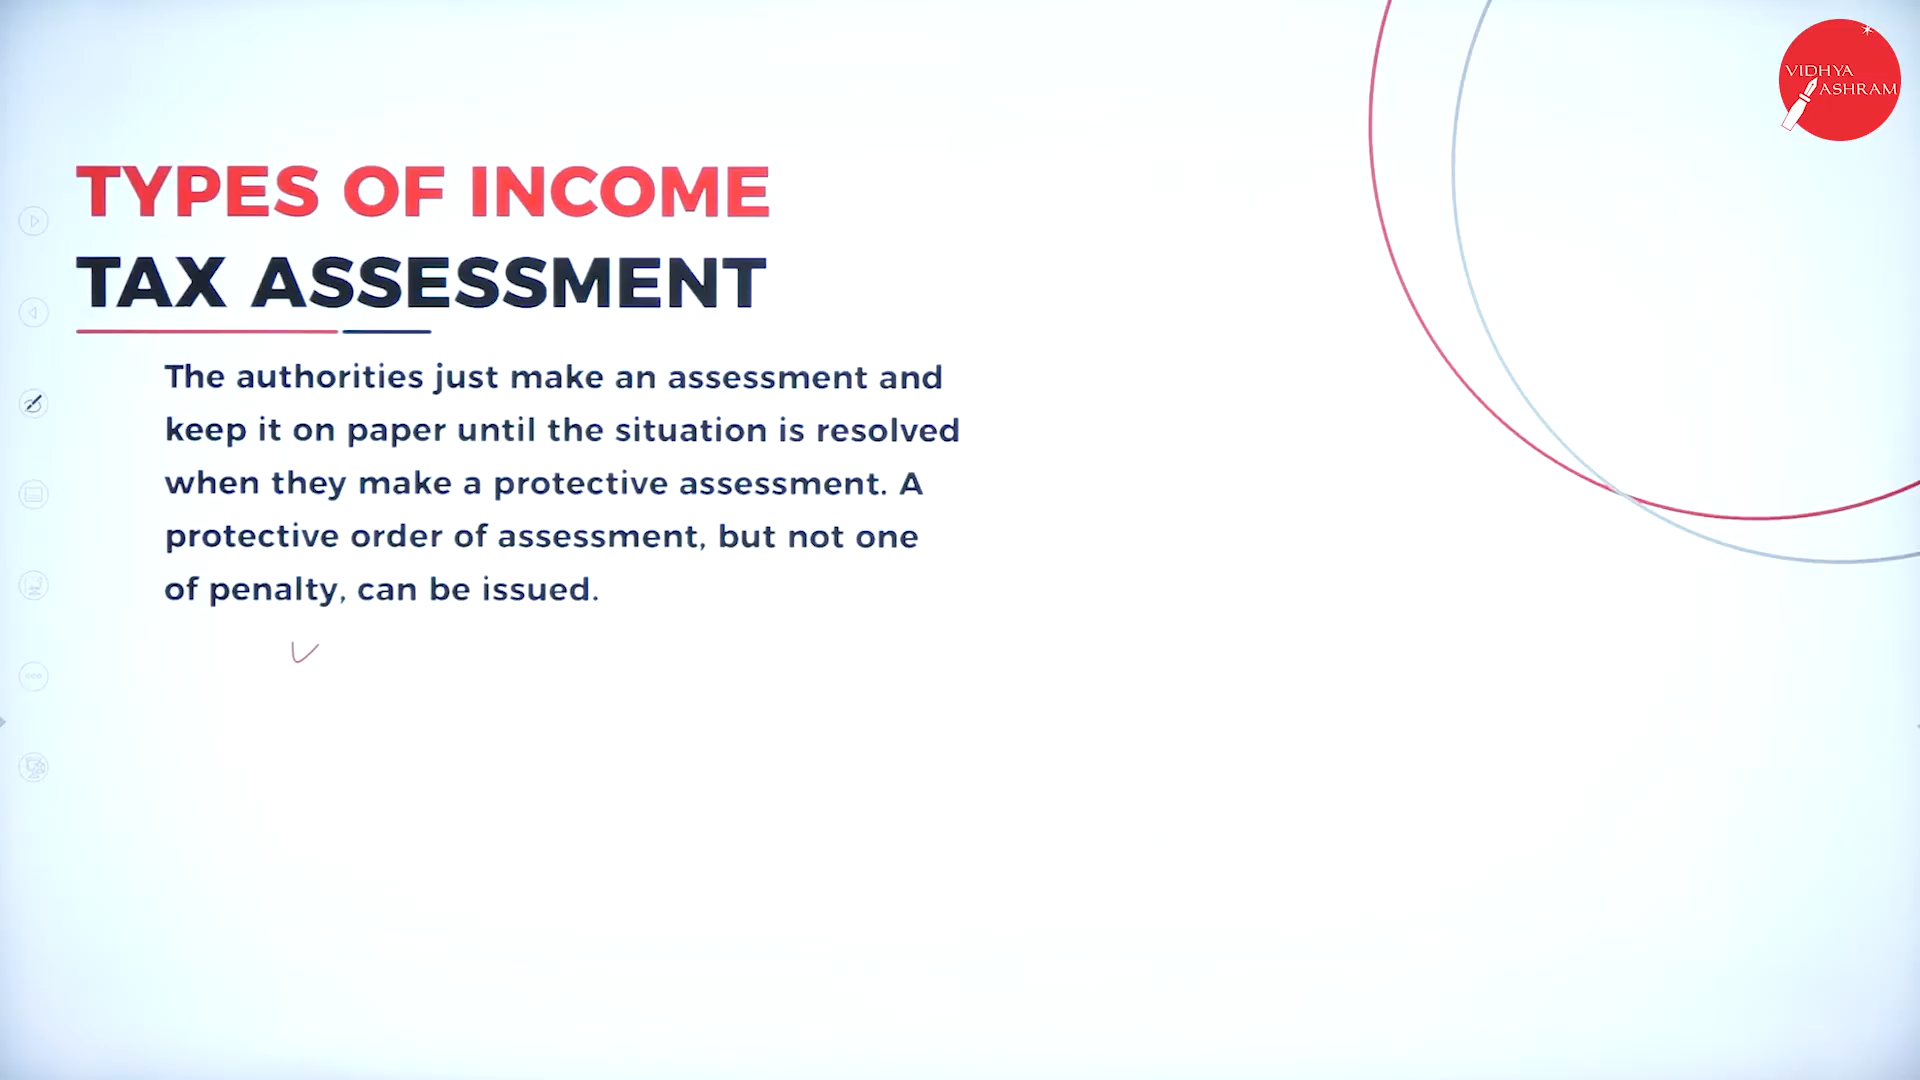 VIDHYA
ASHRAM
TYPES OF INCOME
TAX ASSESSMENT
The authorities just make an assessment and
keep it on paper until the situation is resolved
when they make a protective assessment. A
protective order of assessment, but not one
of penalty, can be issued.